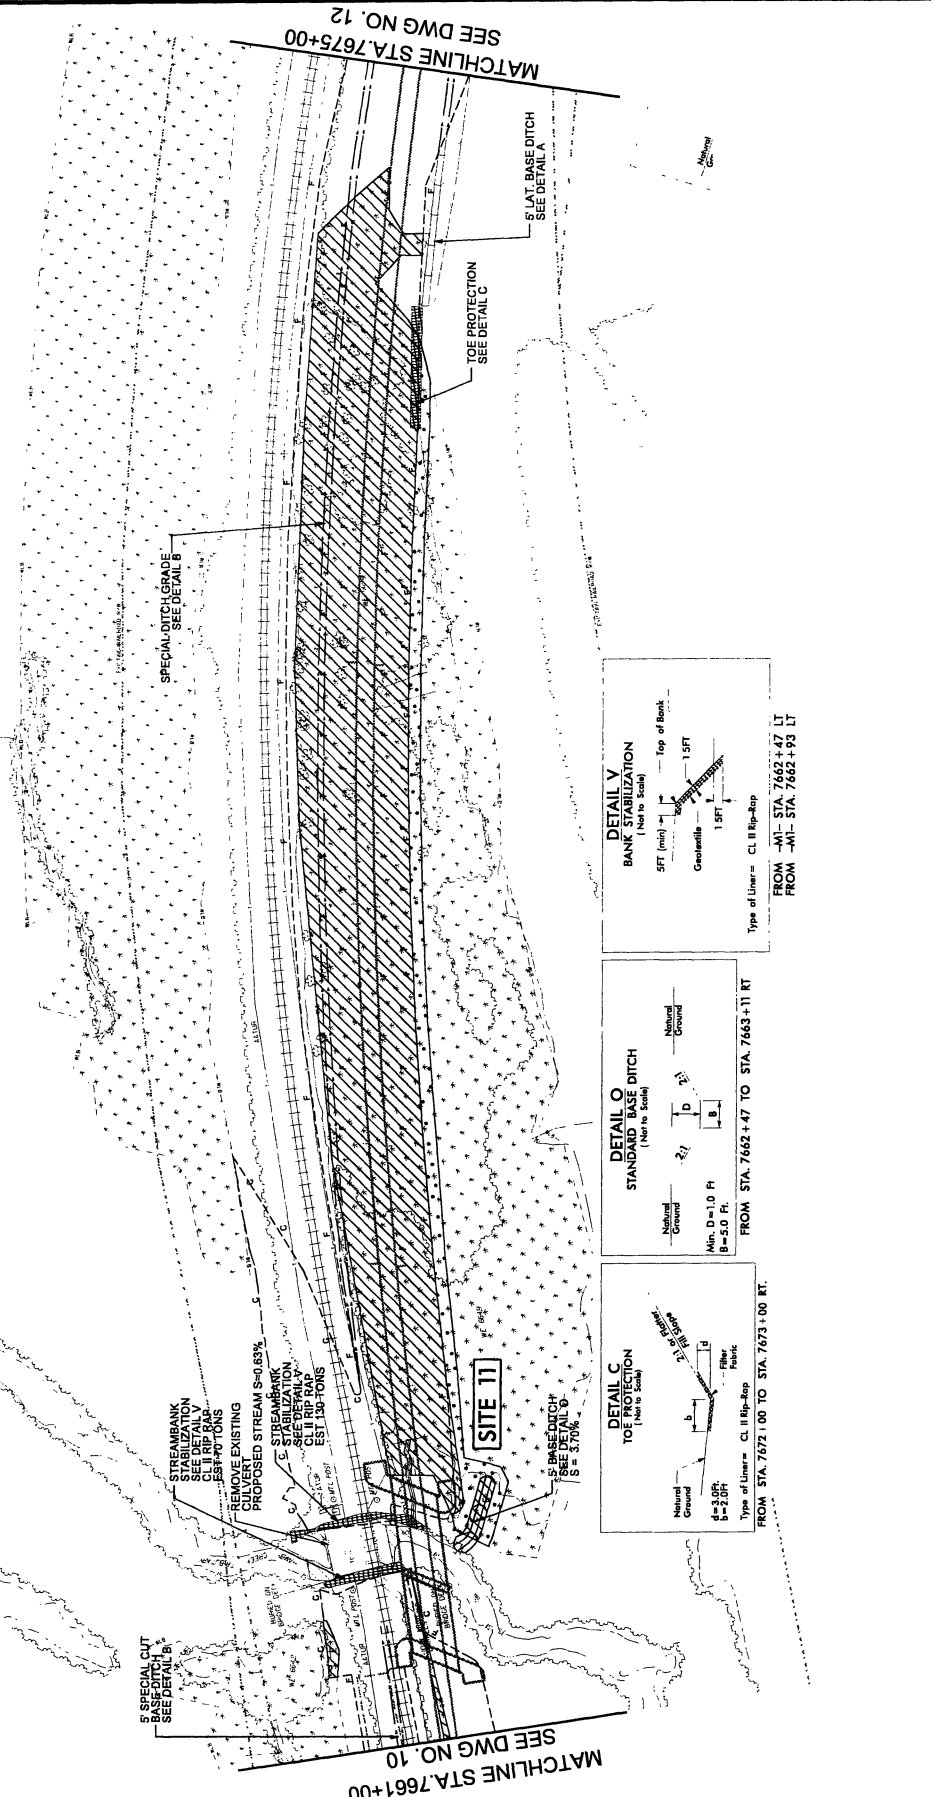 MATCHLINE STA.7675+00
SEE DWG NO. 12
5' LAT. BASE DITCH
SEE DETAIL A
TOE PROTECTION
SEE DETAIL C
SPECIAL DITCH GRADE
SEE DETAIL B
STREAMBANK
STABILIZATION
SEE DETAIL V
CL II RIP RAP
EST 70 TONS
REMOVE EXISTING
CULVERT
PROPOSED STREAM S=0.63%
STREAMBANK
STABILIZATION
SEE DETAIL
CL II RIP RAP
EST 130 TONS
5' SPECIAL CUT
BASE DITCH
SEE DETAIL B
SITE 11
5' BASE DITCH
SEE DETAIL O
S = 3.70%
MATCHLINE STA.7661+00
SEE DWG NO. 10
DETAIL C
TOE PROTECTION
( Not to Scale)
Natural
Ground
2:1 or Flatter
Fill Slope
b
d
Filter
Fabric
d=3.0Ft.
b=2.0Ft
Type of Liner= CL II Rip-Rap
FROM STA. 7672+00 TO STA. 7673+00 RT.
DETAIL O
STANDARD BASE DITCH
( Not to Scale)
Natural
Ground
2:1
D
2:1
Natural
Ground
B
Min. D=1.0 Ft
B=5.0 Ft.
FROM STA. 7662+47 TO STA. 7663+11 RT
DETAIL V
BANK STABILIZATION
( Not to Scale)
5FT (min)
Top of Bank
Geotextile
1 5FT
1 5FT
Type of Liner= CL II Rip-Rap
FROM -M1- STA. 7662+47 LT
FROM -M1- STA. 7662+93 LT
Natural